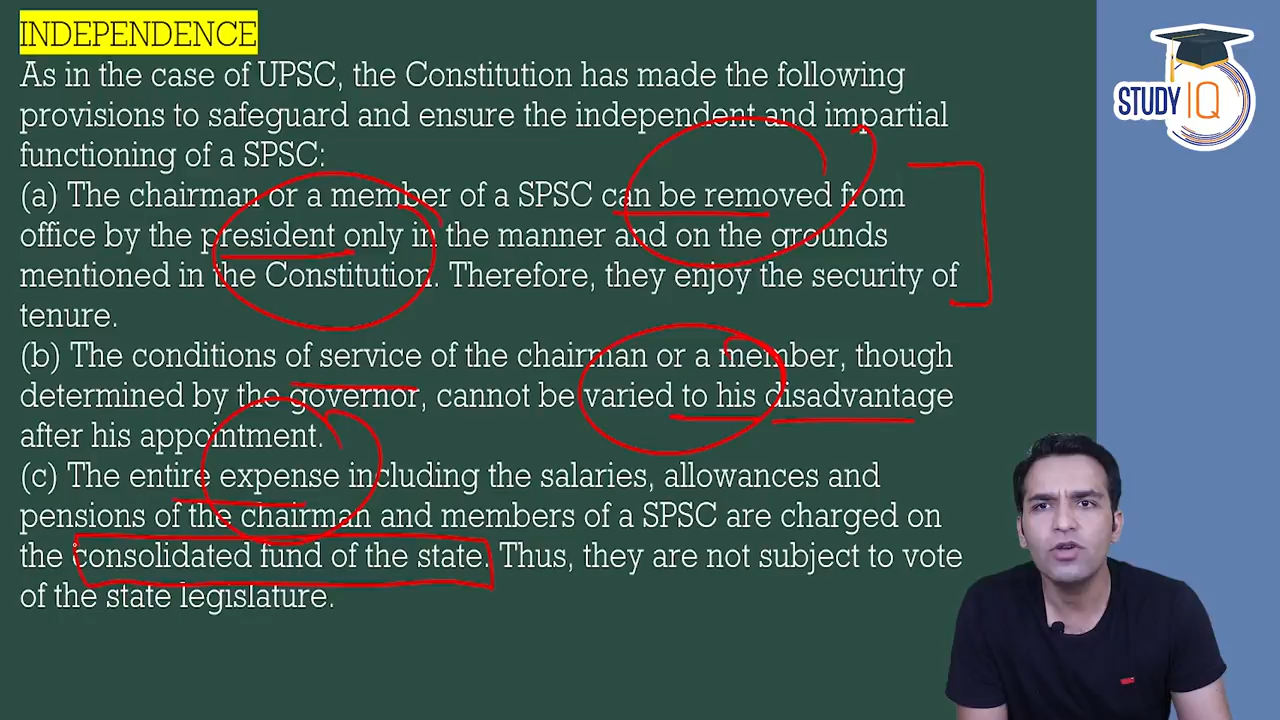 INDEPENDENCE
As in the case of UPSC, the Constitution has made the following
provisions to safeguard and ensure the independent and impartial
functioning of a SPSC:
(a) The chairman or a member of a SPSC can be removed from
office by the president only in the manner and on the grounds
mentioned in the Constitution. Therefore, they enjoy the security of
tenure.
(b) The conditions of service of the chairman or a member, though
determined by the governor, cannot be varied to his disadvantage
after his appointment.
(c) The entire expense including the salaries, allowances and
pensions of the chairman and members of a SPSC are charged on
the consolidated fund of the state. Thus, they are not subject to vote
of the state legislature.
STUDY IQ